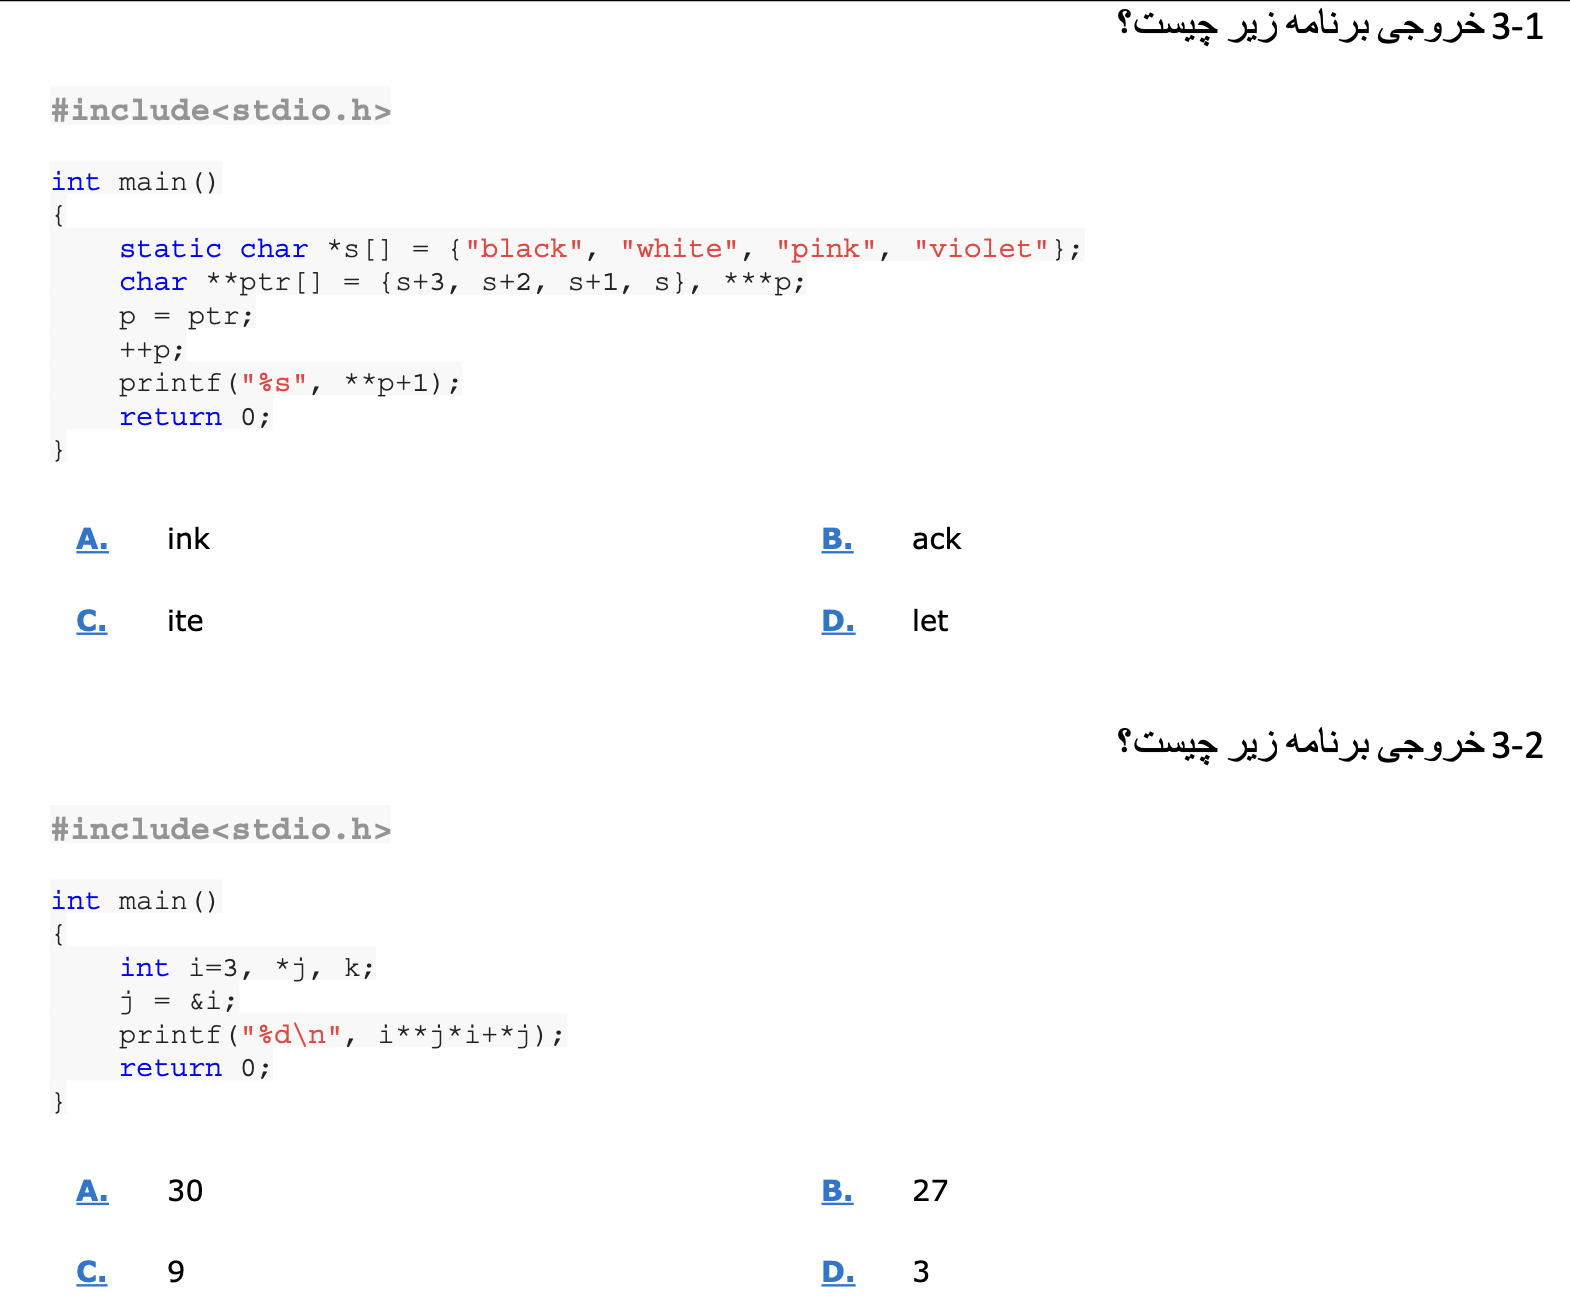 3-1 خروجی برنامه زیر چیست؟
#include<stdio.h>
int main()
{
    static char *s[] = {"black", "white", "pink", "violet"};
    char **ptr[] = {s+3, s+2, s+1, s}, ***p;
    p = ptr;
    ++p;
    printf("%s", **p+1);
    return 0;
}
A. ink B. ack
C. ite D. let
3-2 خروجی برنامه زیر چیست؟
#include<stdio.h>
int main()
{
    int i=3, *j, k;
    j = &i;
    printf("%d\n", i**j*i+*j);
    return 0;
}
A. 30 B. 27
C. 9 D. 3